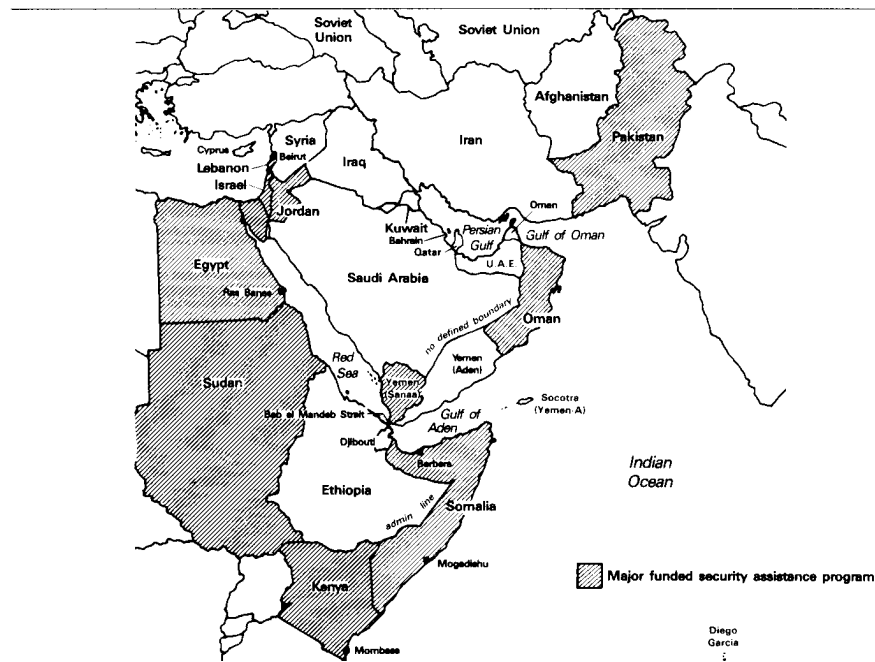 Soviet
Union
Soviet Union
Afghanistan
Pakistan
Cyprus
Syria
Beirut
Lebanon
Israel
Iraq
Iran
Jordan
Kuwait
Bahrain
Qatar
Persian
Gulf
Oman
Gulf of Oman
U.A.E.
Egypt
Ras Banas
Saudi Arabia
no defined boundary
Oman
Sudan
Red
Sea
Yemen
(Sanaa)
Yemen
(Aden)
Socotra
(Yemen-A)
Bab el Mandeb Strait
Gulf of
Aden
Djibouti
Berbera
Ethiopia
admin line
Somalia
Indian
Ocean
Mogadishu
Kenya
Major funded security assistance program
Mombasa
Diego
Garcia